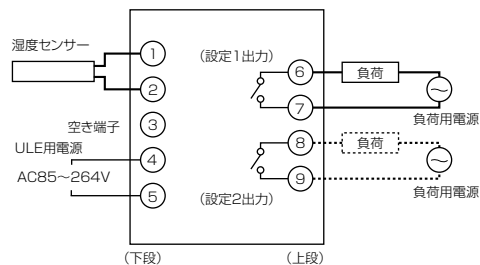 湿度センサー
①
②
空き端子
③
ULE用電源
④
AC85～264V
⑤
(設定1出力)
⑥
負荷
⑦
負荷用電源
⑧
負荷
⑨
負荷用電源
(設定2出力)
(下段)
(上段)